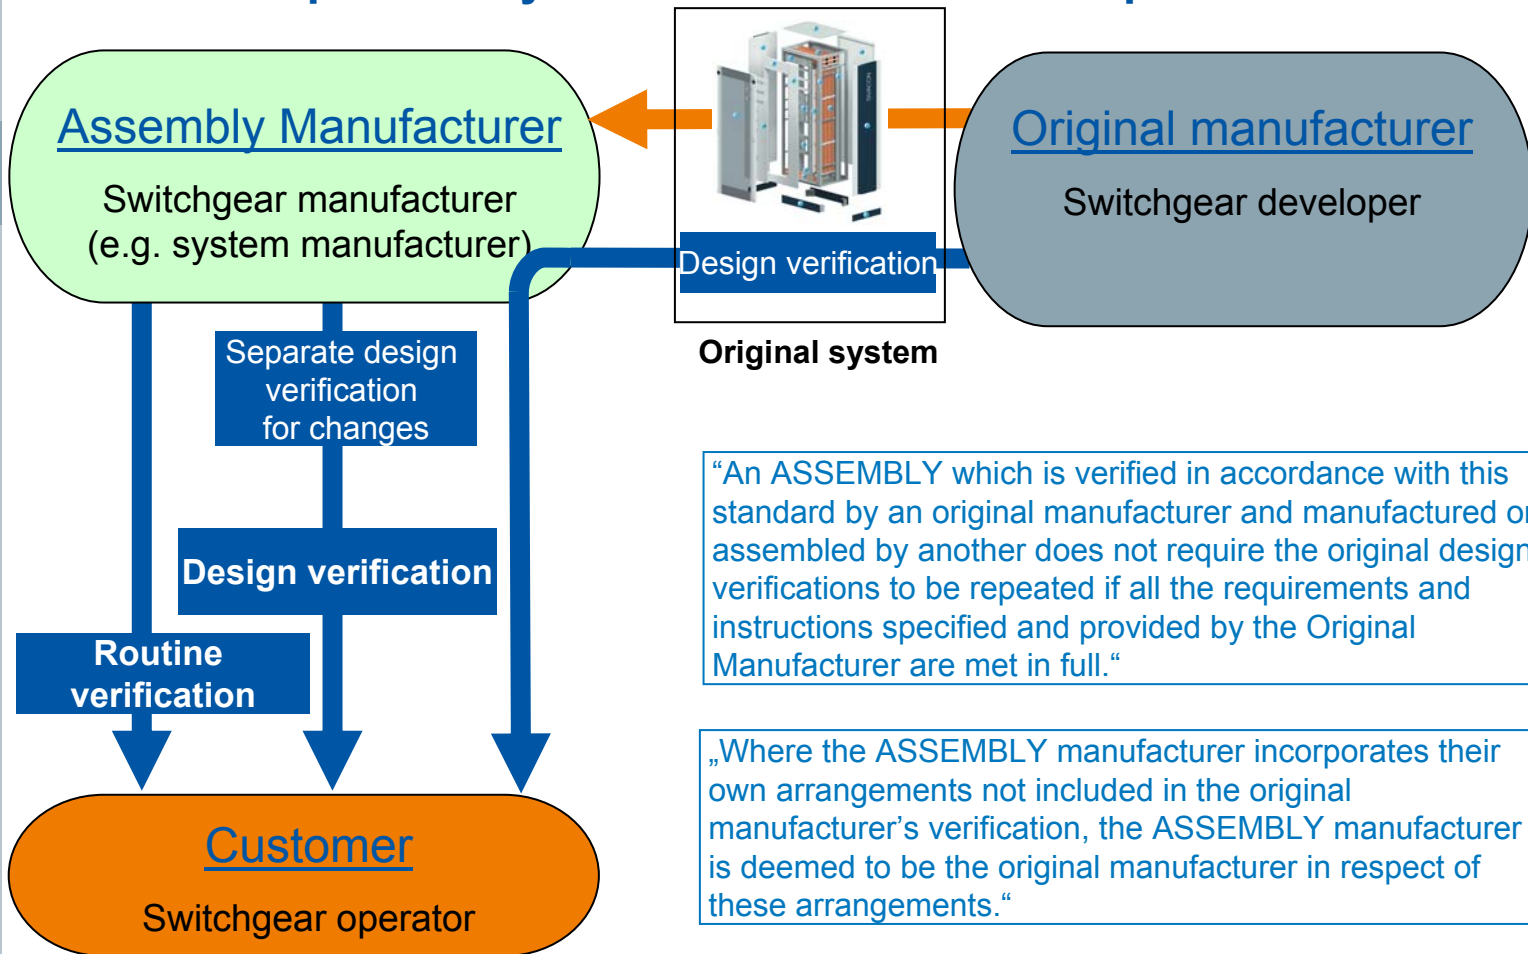 Assembly Manufacturer
Switchgear manufacturer
(e.g. system manufacturer)
Original manufacturer
Switchgear developer
Design verification
Original system
Separate design
verification
for changes
Design verification
Routine
verification
Customer
Switchgear operator
“An ASSEMBLY which is verified in accordance with this
standard by an original manufacturer and manufactured or
assembled by another does not require the original design
verifications to be repeated if all the requirements and
instructions specified and provided by the Original
Manufacturer are met in full.“
„Where the ASSEMBLY manufacturer incorporates their
own arrangements not included in the original
manufacturer’s verification, the ASSEMBLY manufacturer
is deemed to be the original manufacturer in respect of
these arrangements.“